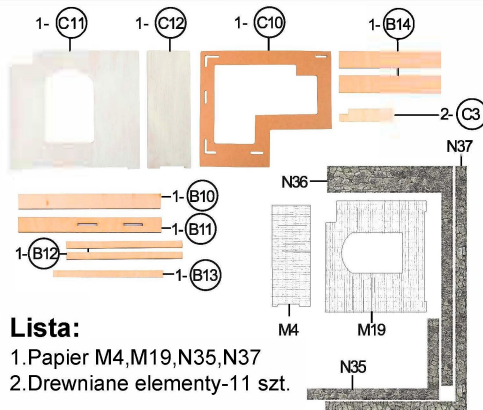 1- C11
1- C12
1- C10
1- B14
2- C3
N37
N36
1- B10
1- B11
1- B12
1- B13
M4
M19
N35
Lista:
1.Papier M4,M19,N35,N37
2.Drewniane elementy-11 szt.